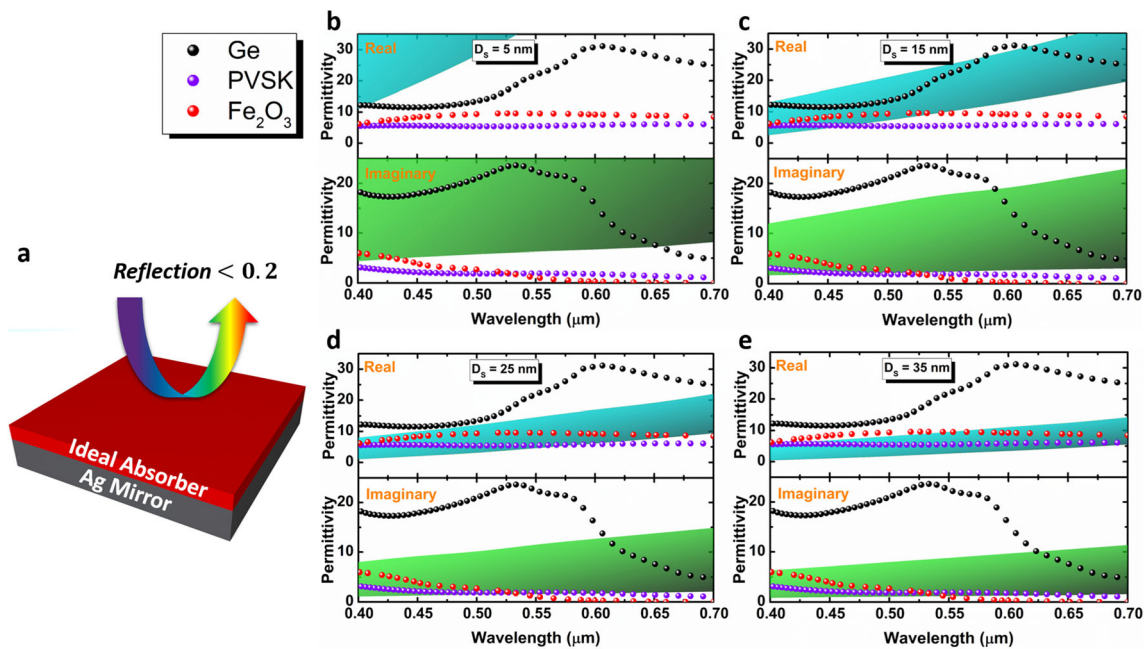 Ge
PVSK
Fe₂O₃
a
Reflection < 0.2
Ideal Absorber
Ag Mirror
b
Real
Dₛ = 5 nm
Permittivity
30
20
10
0
Imaginary
Permittivity
20
10
0
0.40 0.45 0.50 0.55 0.60 0.65 0.70
Wavelength (μm)
c
Real
Dₛ = 15 nm
Permittivity
30
20
10
0
Imaginary
Permittivity
20
10
0
0.40 0.45 0.50 0.55 0.60 0.65 0.70
Wavelength (μm)
d
Real
Dₛ = 25 nm
Permittivity
30
20
10
0
Imaginary
Permittivity
20
10
0
0.40 0.45 0.50 0.55 0.60 0.65 0.70
Wavelength (μm)
e
Real
Dₛ = 35 nm
Permittivity
30
20
10
0
Imaginary
Permittivity
20
10
0
0.40 0.45 0.50 0.55 0.60 0.65 0.70
Wavelength (μm)